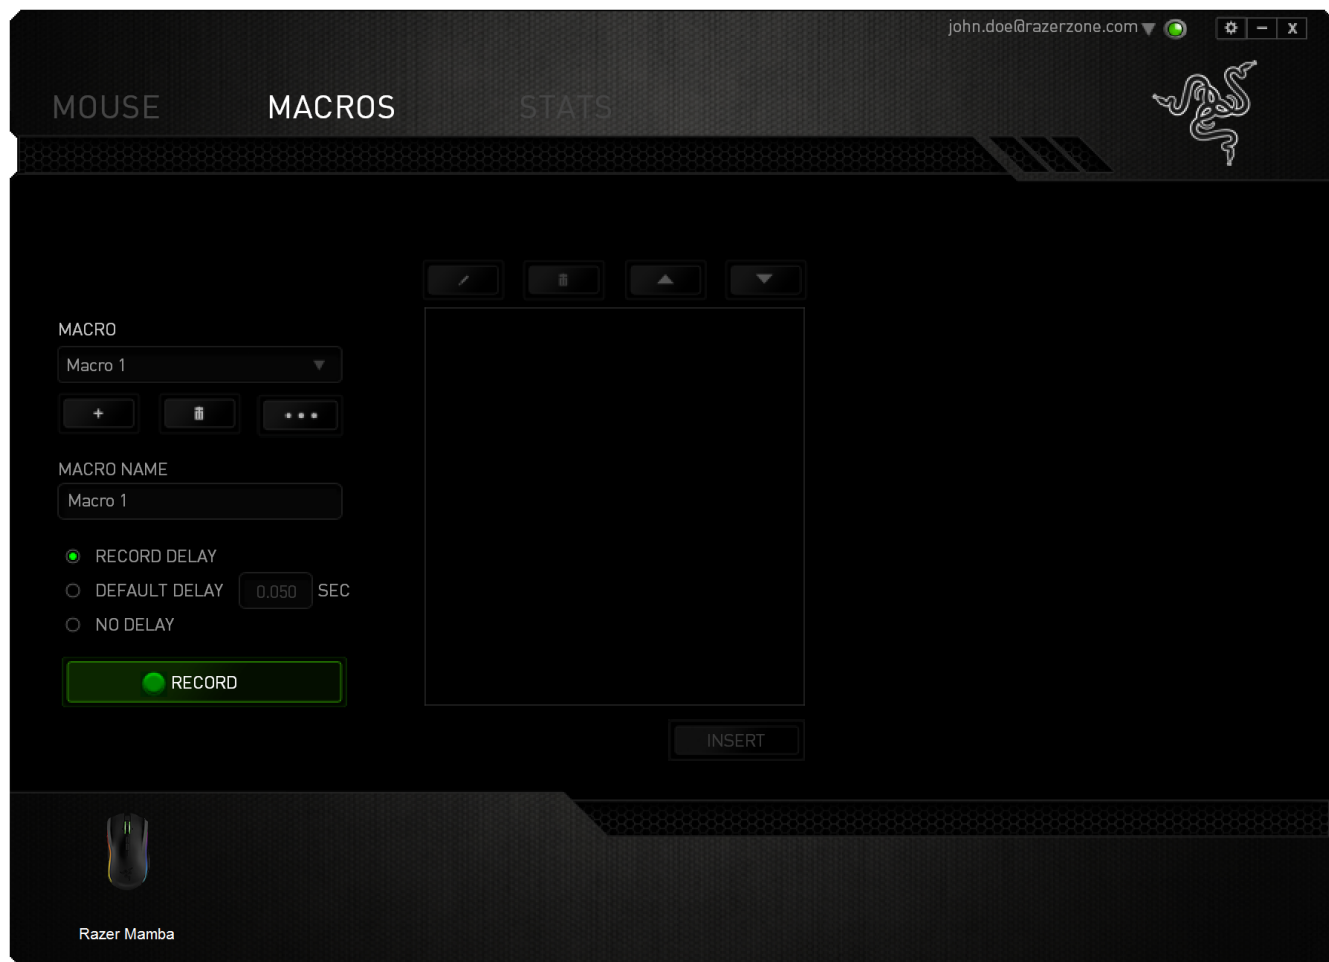 john.doe@razerzone.com
MOUSE
MACROS
STATS
MACRO
Macro 1
MACRO NAME
Macro 1
RECORD DELAY
DEFAULT DELAY 0.050 SEC
NO DELAY
RECORD
INSERT
Razer Mamba